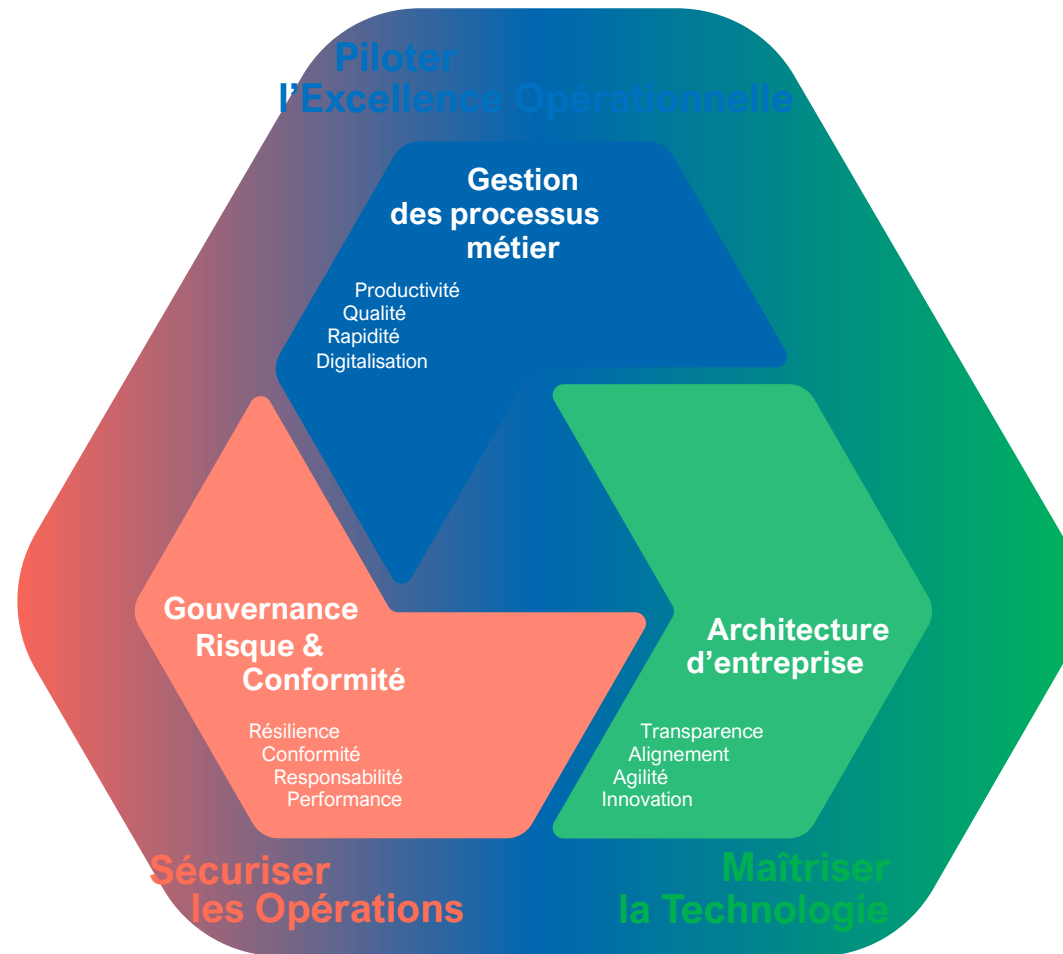 Piloter
l’Excellence Opérationnelle
Gestion
des processus
métier
Productivité
Qualité
Rapidité
Digitalisation
Gouvernance
Risque &
Conformité
Résilience
Conformité
Responsabilité
Performance
Architecture
d’entreprise
Transparence
Alignement
Agilité
Innovation
Sécuriser
les Opérations
Maîtriser
la Technologie